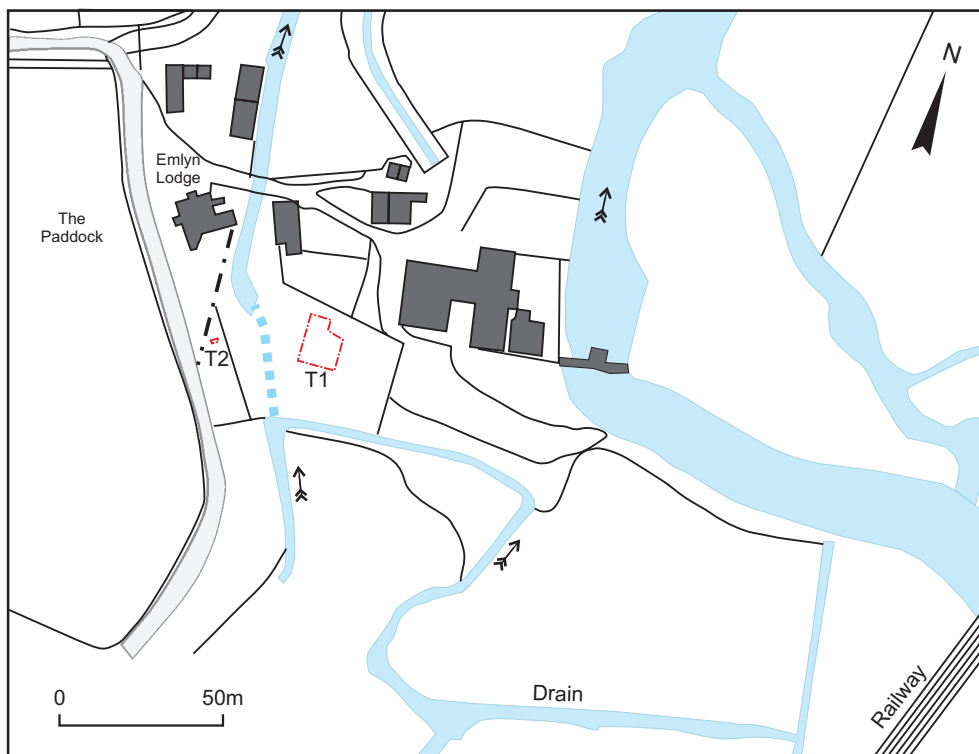 N
Emlyn
Lodge
The
Paddock
T2
T1
0 50m
Drain
Railway